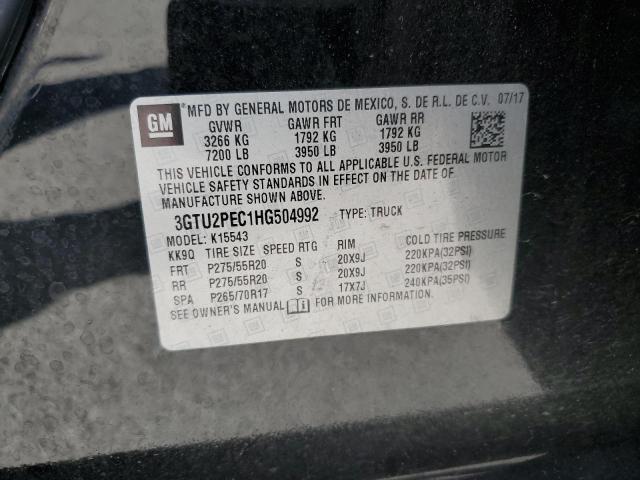 GM
®MFD BY GENERAL MOTORS DE MEXICO, S. DE R.L. DE C.V. 07/17
GVWR GAWR FRT GAWR RR
3266 KG 1792 KG 1792 KG
7200 LB 3950 LB 3950 LB
THIS VEHICLE CONFORMS TO ALL APPLICABLE U.S. FEDERAL MOTOR
VEHICLE SAFETY STANDARDS IN EFFECT ON THE DATE OF
MANUFACTURE SHOWN ABOVE.
3GTU2PEC1HG504992 TYPE: TRUCK
MODEL: K15543
KK9Q TIRE SIZE SPEED RTG RIM COLD TIRE PRESSURE
FRT P275/55R20 S 20X9J 220KPA(32PSI)
RR P275/55R20 S 20X9J 220KPA(32PSI)
SPA P265/70R17 S 17X7J 240KPA(35PSI)
SEE OWNER'S MANUAL FOR MORE INFORMATION.